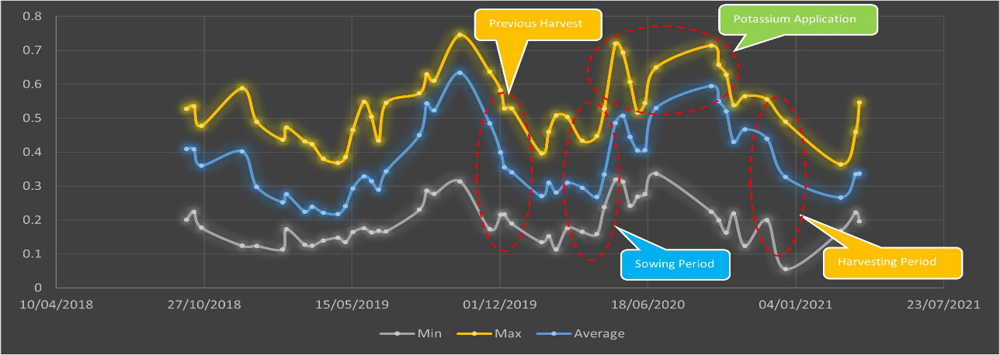 Potassium Application
Previous Harvest
0.8
0.7
0.6
0.5
0.4
0.3
0.2
0.1
0
Sowing Period
Harvesting Period
10/04/2018 27/10/2018 15/05/2019 01/12/2019 18/06/2020 04/01/2021 23/07/2021
Min Max Average